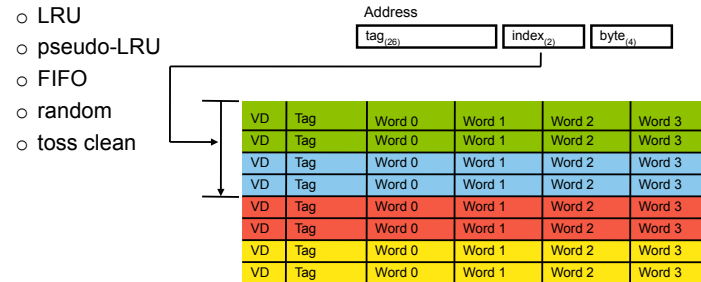 ○ LRU
○ pseudo-LRU
○ FIFO
○ random
○ toss clean
Address
tag(26) index(2) byte(4)
VD Tag Word 0 Word 1 Word 2 Word 3
VD Tag Word 0 Word 1 Word 2 Word 3
VD Tag Word 0 Word 1 Word 2 Word 3
VD Tag Word 0 Word 1 Word 2 Word 3
VD Tag Word 0 Word 1 Word 2 Word 3
VD Tag Word 0 Word 1 Word 2 Word 3
VD Tag Word 0 Word 1 Word 2 Word 3
VD Tag Word 0 Word 1 Word 2 Word 3